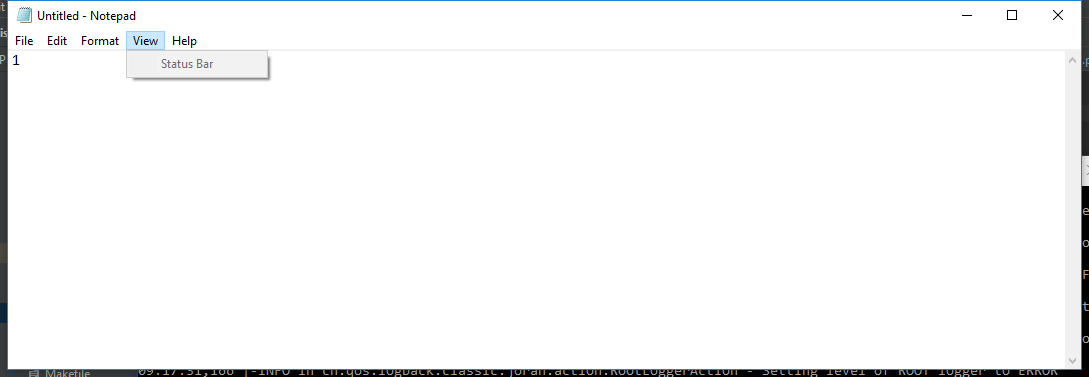 Untitled - Notepad
File Edit Format View Help
1
Status Bar
Makefile
09:17:31,166 |-INFO in ch.qos.logback.classic.joran.action.RootLoggerAction - Setting level of ROOT logger to ERROR